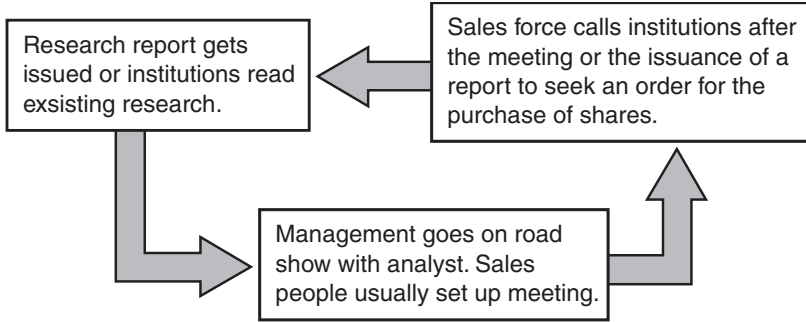 Research report gets
issued or institutions read
exsisting research.
Sales force calls institutions after
the meeting or the issuance of a
report to seek an order for the
purchase of shares.
Management goes on road
show with analyst. Sales
people usually set up meeting.